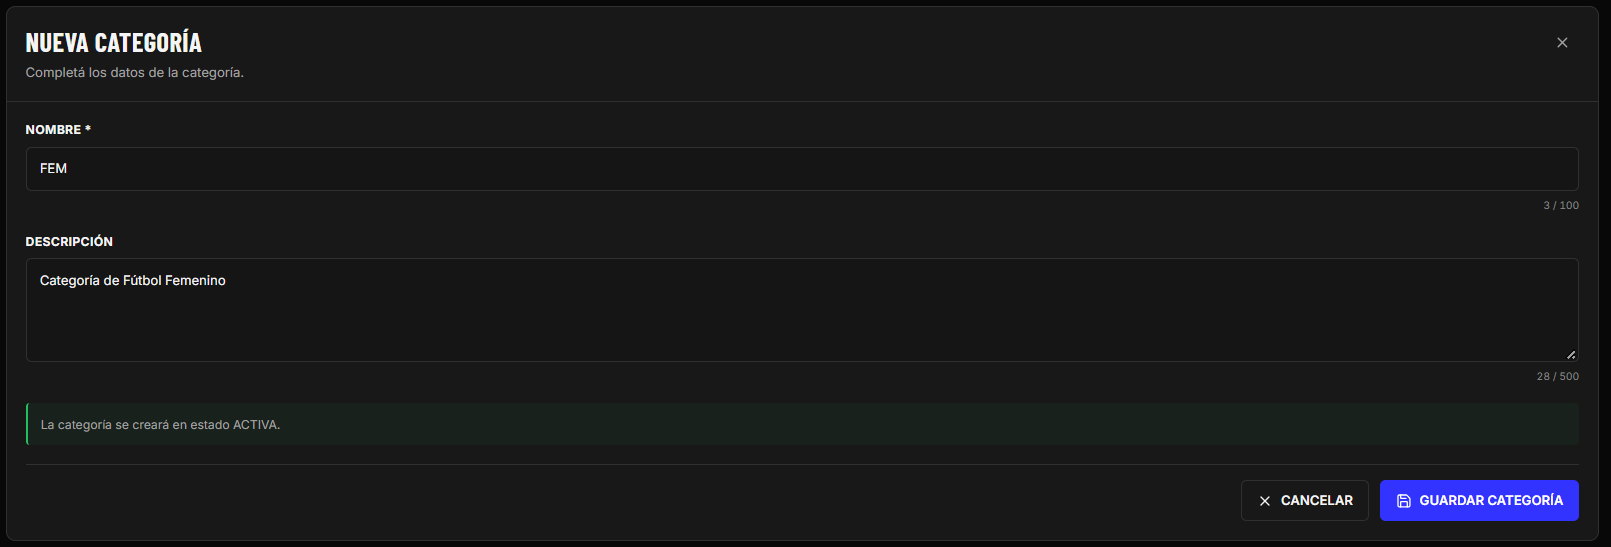 NUEVA CATEGORÍA
Completá los datos de la categoría.
NOMBRE *
FEM
3 / 100
DESCRIPCIÓN
Categoría de Fútbol Femenino
28 / 500
La categoría se creará en estado ACTIVA.
CANCELAR
GUARDAR CATEGORÍA